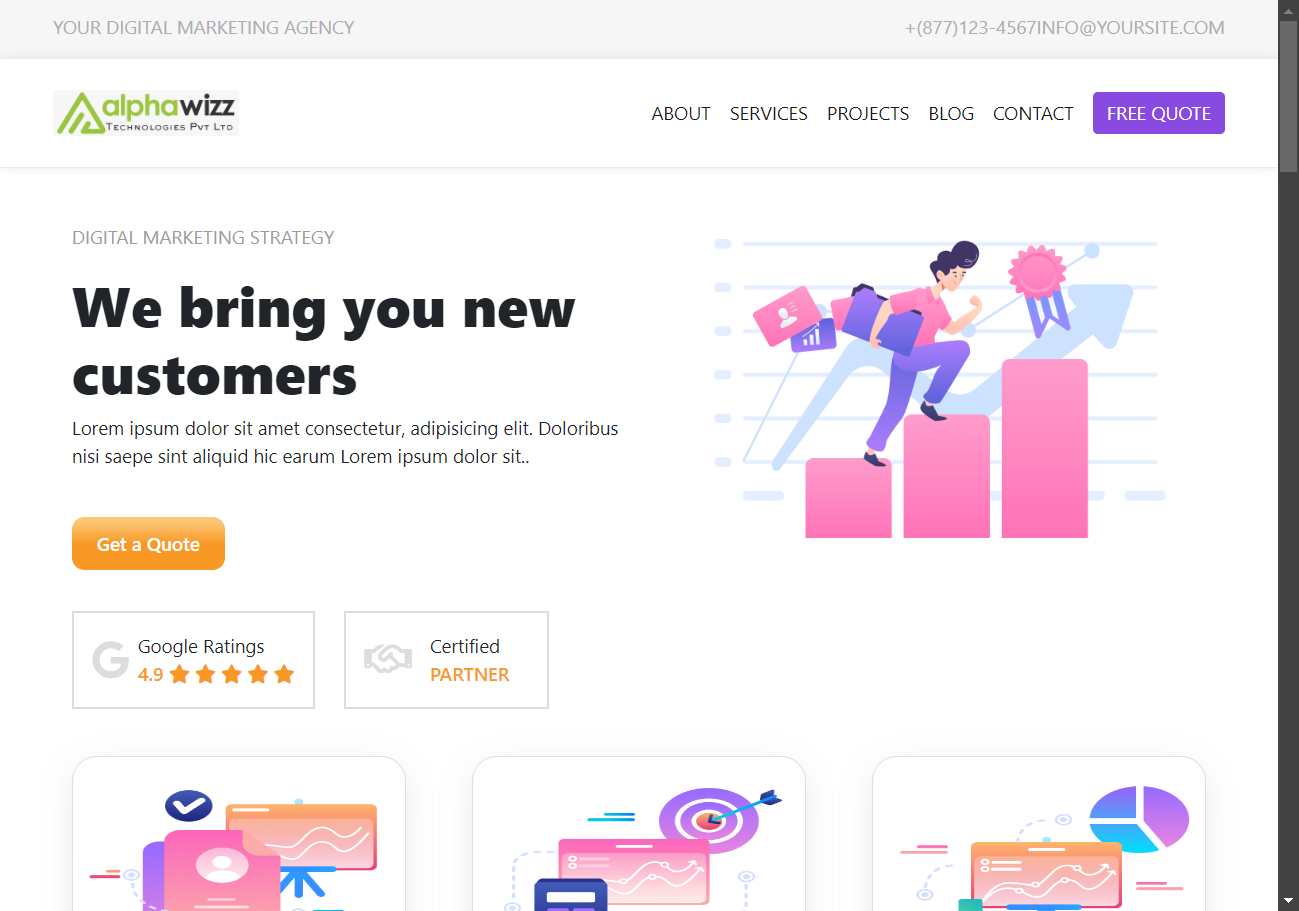 YOUR DIGITAL MARKETING AGENCY
+(877)123-4567INFO@YOURSITE.COM
alphawizz
TECHNOLOGIES PVT LTD
ABOUT SERVICES PROJECTS BLOG CONTACT FREE QUOTE
DIGITAL MARKETING STRATEGY
We bring you new
customers
Lorem ipsum dolor sit amet consectetur, adipisicing elit. Doloribus
nisi saepe sint aliquid hic earum Lorem ipsum dolor sit..
Get a Quote
Google Ratings
4.9
Certified
PARTNER